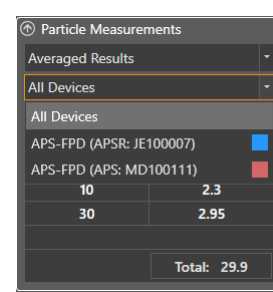 Particle Measurements
Averaged Results
All Devices
All Devices
APS-FPD (APSR: JE100007)
APS-FPD (APS: MD100111)
10 2.3
30 2.95
Total: 29.9